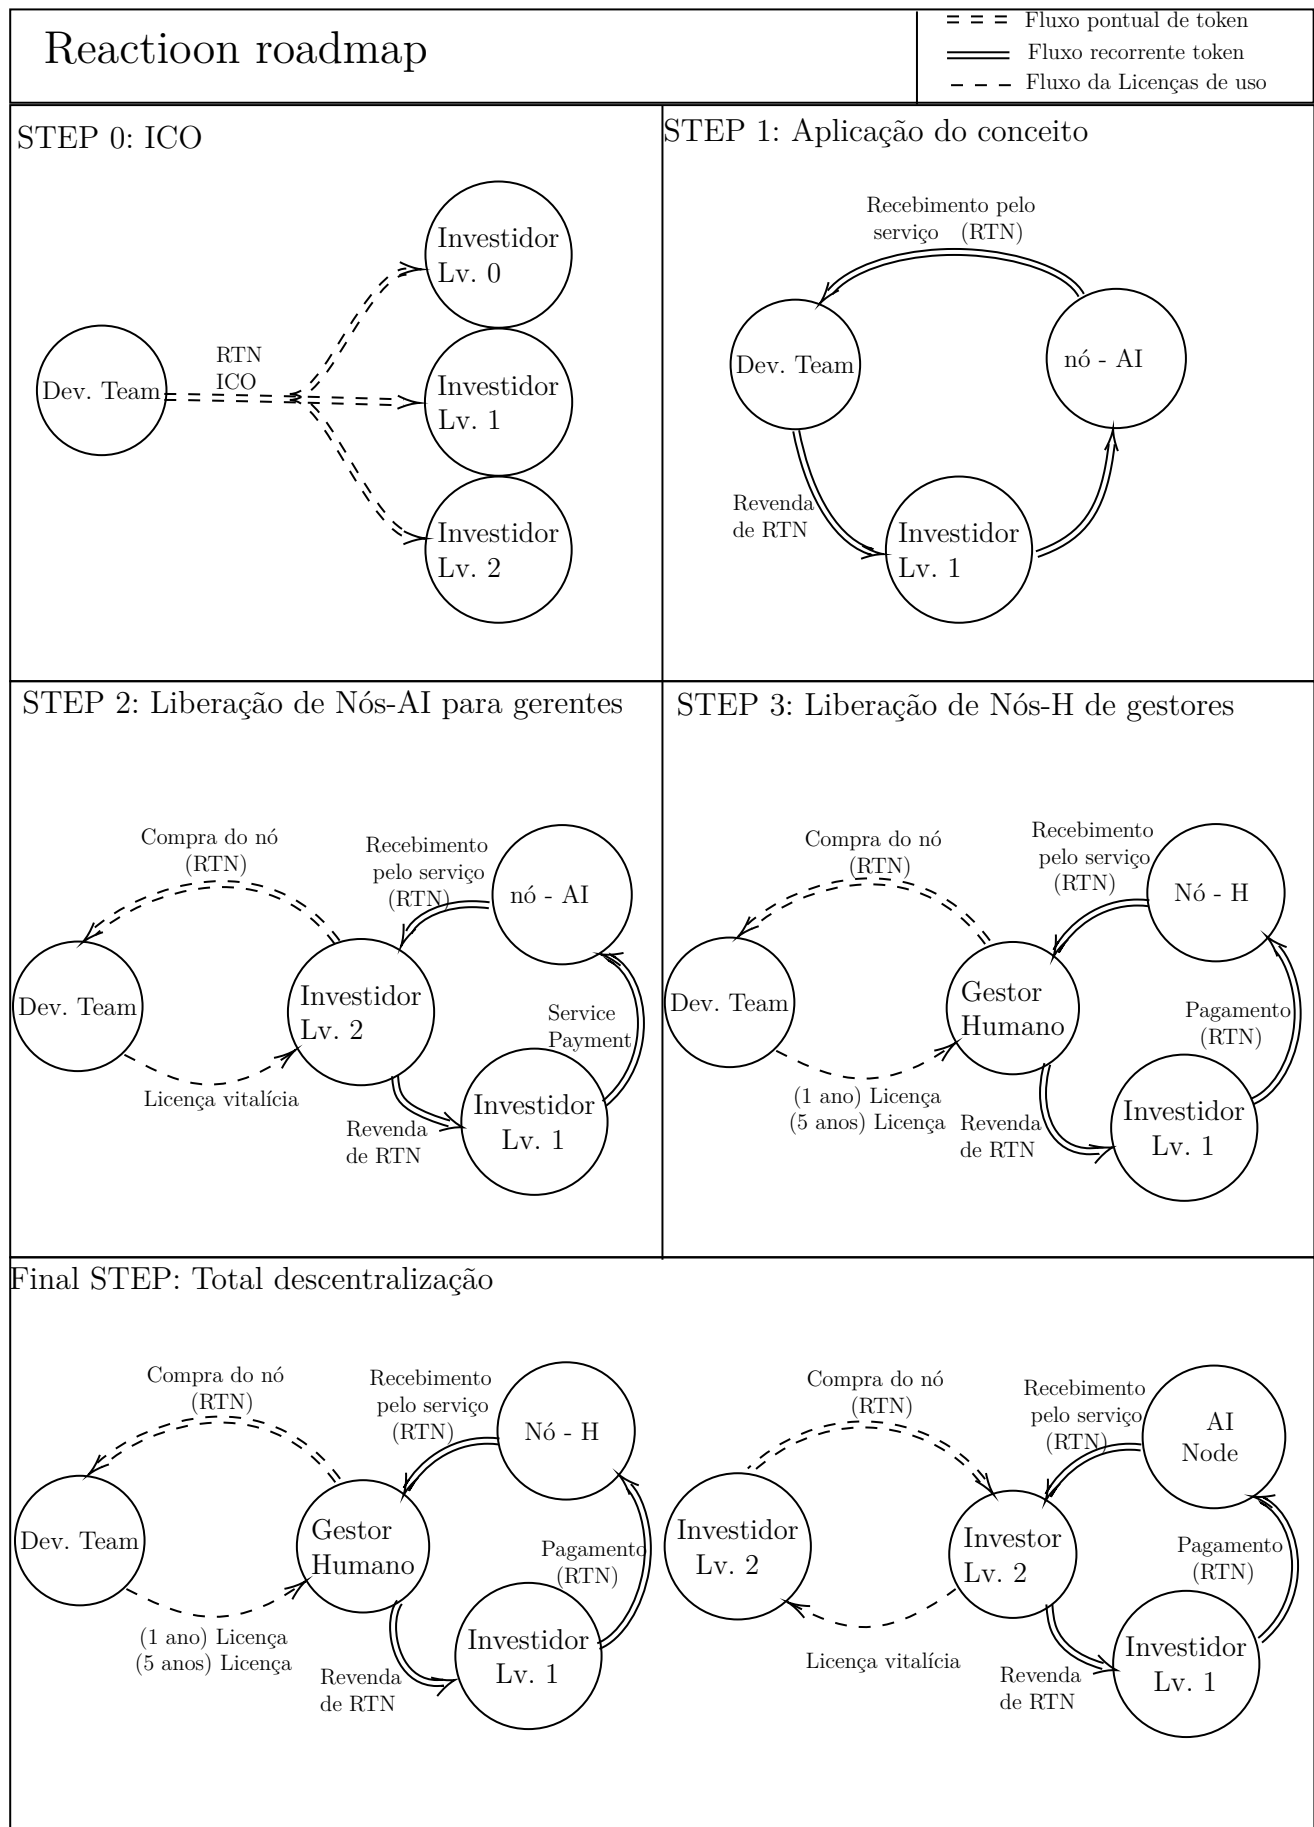 Reactioon roadmap
Fluxo pontual de token
Fluxo recorrente token
Fluxo da Licenças de uso
STEP 0: ICO
Dev. Team
RTN
ICO
Investidor
Lv. 0
Investidor
Lv. 1
Investidor
Lv. 2
STEP 1: Aplicação do conceito
Recebimento pelo
serviço (RTN)
Dev. Team
nó - AI
Revenda
de RTN
Investidor
Lv. 1
STEP 2: Liberação de Nós-AI para gerentes
Compra do nó
(RTN)
Recebimento
pelo serviço
(RTN)
nó - AI
Dev. Team
Investidor
Lv. 2
Service
Payment
Licença vitalícia
Investidor
Lv. 1
Revenda
de RTN
STEP 3: Liberação de Nós-H de gestores
Compra do nó
(RTN)
Recebimento
pelo serviço
(RTN)
Nó - H
Dev. Team
Gestor
Humano
Pagamento
(RTN)
(1 ano) Licença
(5 anos) Licença
Revenda
de RTN
Investidor
Lv. 1
Final STEP: Total descentralização
Compra do nó
(RTN)
Recebimento
pelo serviço
(RTN)
Nó - H
Dev. Team
Gestor
Humano
Pagamento
(RTN)
(1 ano) Licença
(5 anos) Licença
Revenda
de RTN
Investidor
Lv. 1
Compra do nó
(RTN)
Recebimento
pelo serviço
(RTN)
AI
Node
Investidor
Lv. 2
Investor
Lv. 2
Pagamento
(RTN)
Licença vitalícia
Revenda
de RTN
Investidor
Lv. 1